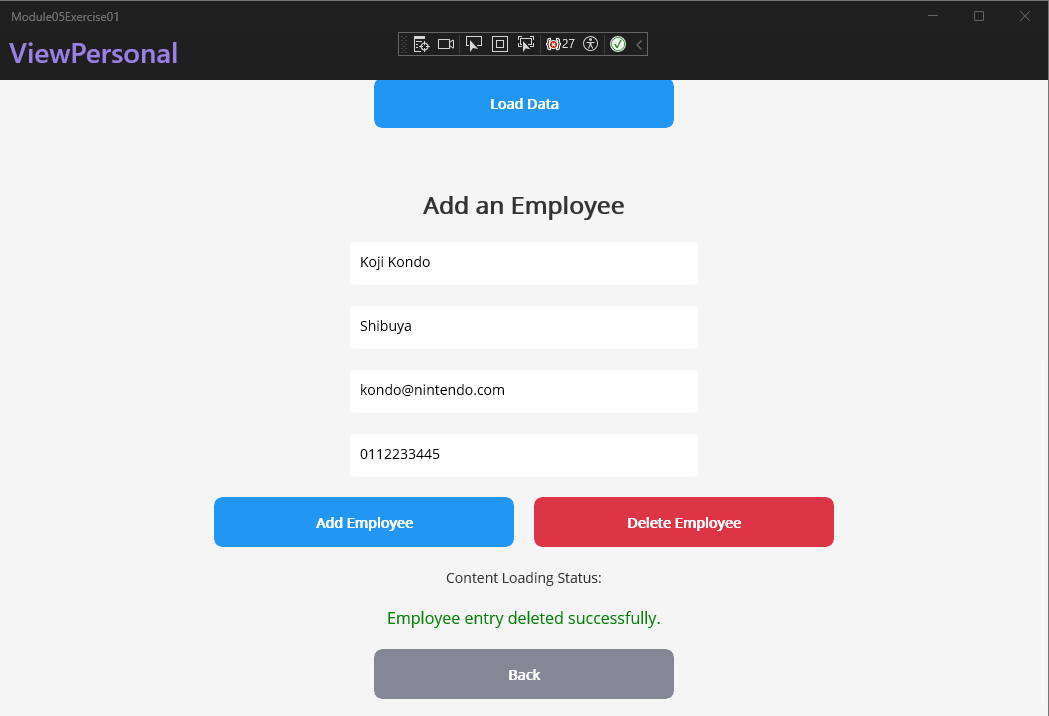 Module05Exercise01
ViewPersonal
27
Load Data
Add an Employee
Koji Kondo
Shibuya
kondo@nintendo.com
0112233445
Add Employee
Delete Employee
Content Loading Status:
Employee entry deleted successfully.
Back